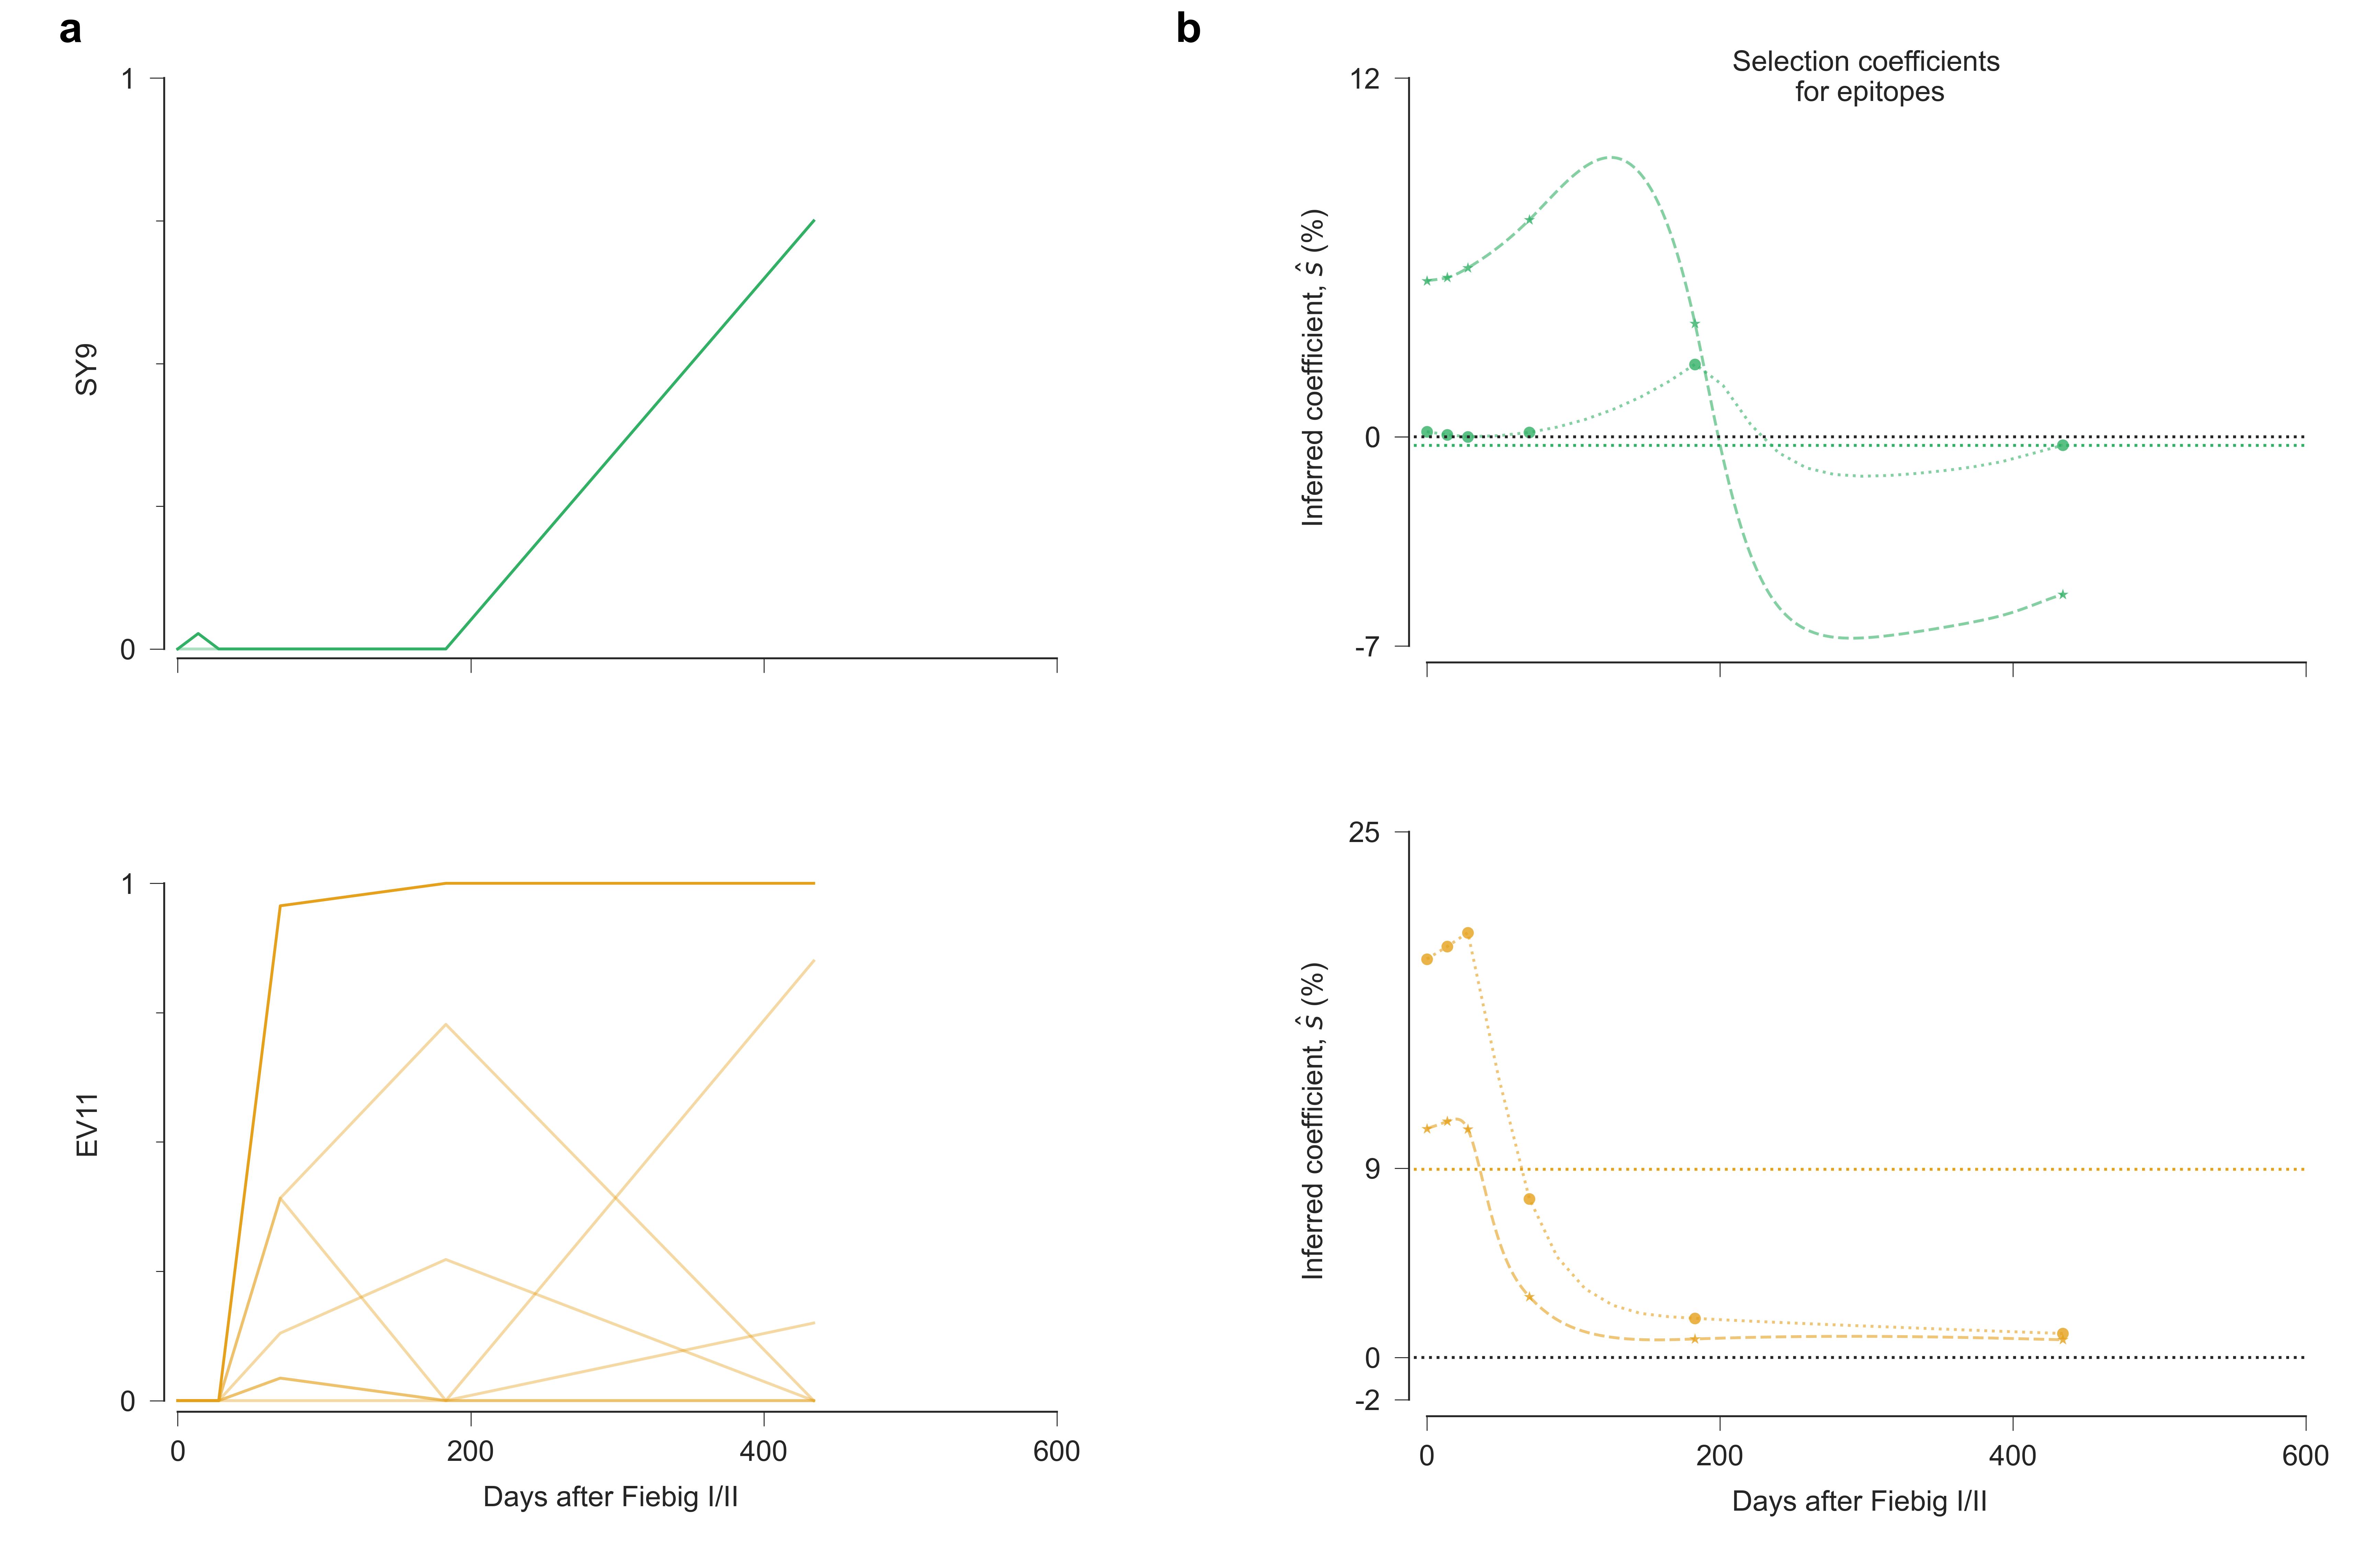 a
1
SY9
0
1
EV11
0
0 200 400 600
Days after Fiebig I/II
b
Selection coefficients
for epitopes
12
Inferred coefficient, ŝ (%)
0
-7
25
Inferred coefficient, ŝ (%)
9
0
-2
0 200 400 600
Days after Fiebig I/II